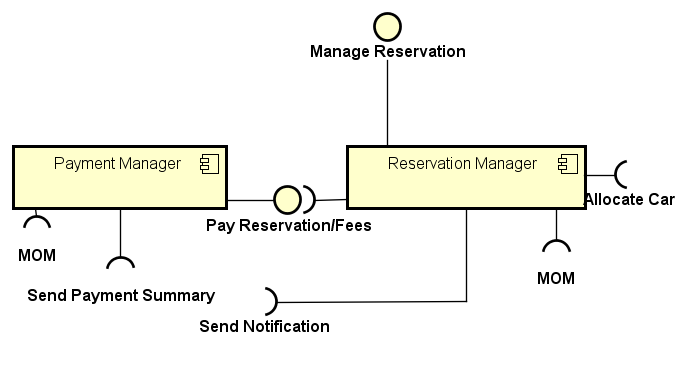 Manage Reservation
Payment Manager
Reservation Manager
Allocate Car
Pay Reservation/Fees
MOM
MOM
Send Payment Summary
Send Notification